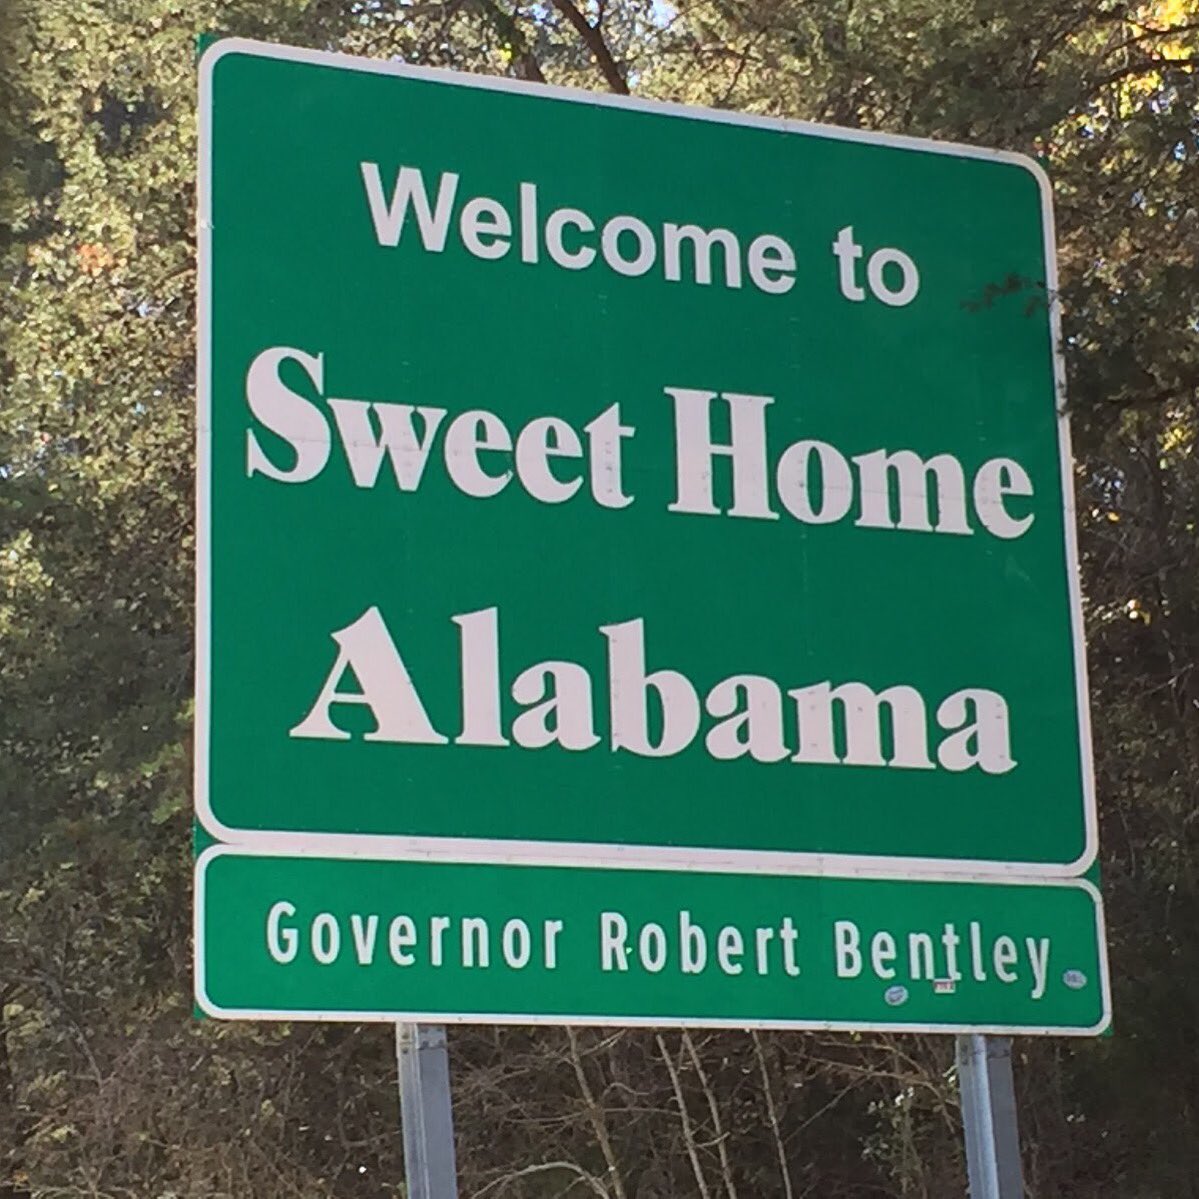 Welcome to
Sweet Home
Alabama
Governor Robert Bentley